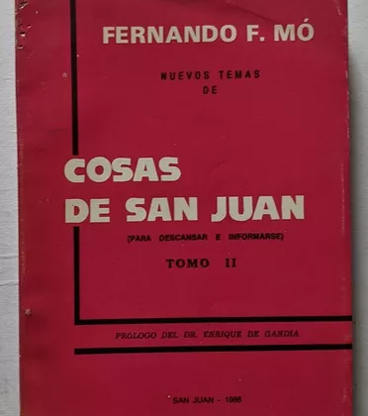 FERNANDO F. MÓ
NUEVOS TEMAS
DE
COSAS
DE SAN JUAN
(PARA DESCANSAR E INFORMARSE)
TOMO II
PROLOGO DEL DR. ENRIQUE DE GANDIA
SAN JUAN - 1986